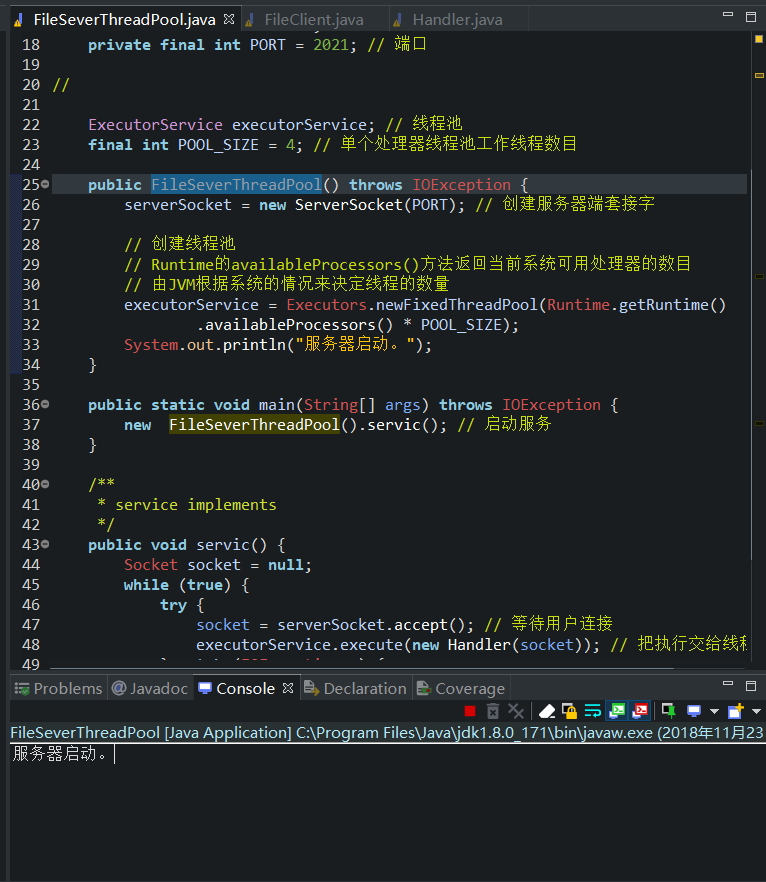 FileSeverThreadPool.java FileClient.java Handler.java
18 private final int PORT = 2021; // 端口
19
20 //
21
22 ExecutorService executorService; // 线程池
23 final int POOL_SIZE = 4; // 单个处理器线程池工作线程数目
24
25 public FileSeverThreadPool() throws IOException {
26 serverSocket = new ServerSocket(PORT); // 创建服务器端套接字
27
28 // 创建线程池
29 // Runtime的availableProcessors()方法返回当前系统可用处理器的数目
30 // 由JVM根据系统的情况来决定线程的数量
31 executorService = Executors.newFixedThreadPool(Runtime.getRuntime()
32 .availableProcessors() * POOL_SIZE);
33 System.out.println("服务器启动。");
34 }
35
36 public static void main(String[] args) throws IOException {
37 new FileSeverThreadPool().servic(); // 启动服务
38 }
39
40 /**
41 * service implements
42 */
43 public void servic() {
44 Socket socket = null;
45 while (true) {
46 try {
47 socket = serverSocket.accept(); // 等待用户连接
48 executorService.execute(new Handler(socket)); // 把执行交给线程
49
Problems @ Javadoc Console Declaration Coverage
FileSeverThreadPool [Java Application] C:\Program Files\Java\jdk1.8.0_171\bin\javaw.exe (2018年11月23
服务器启动。